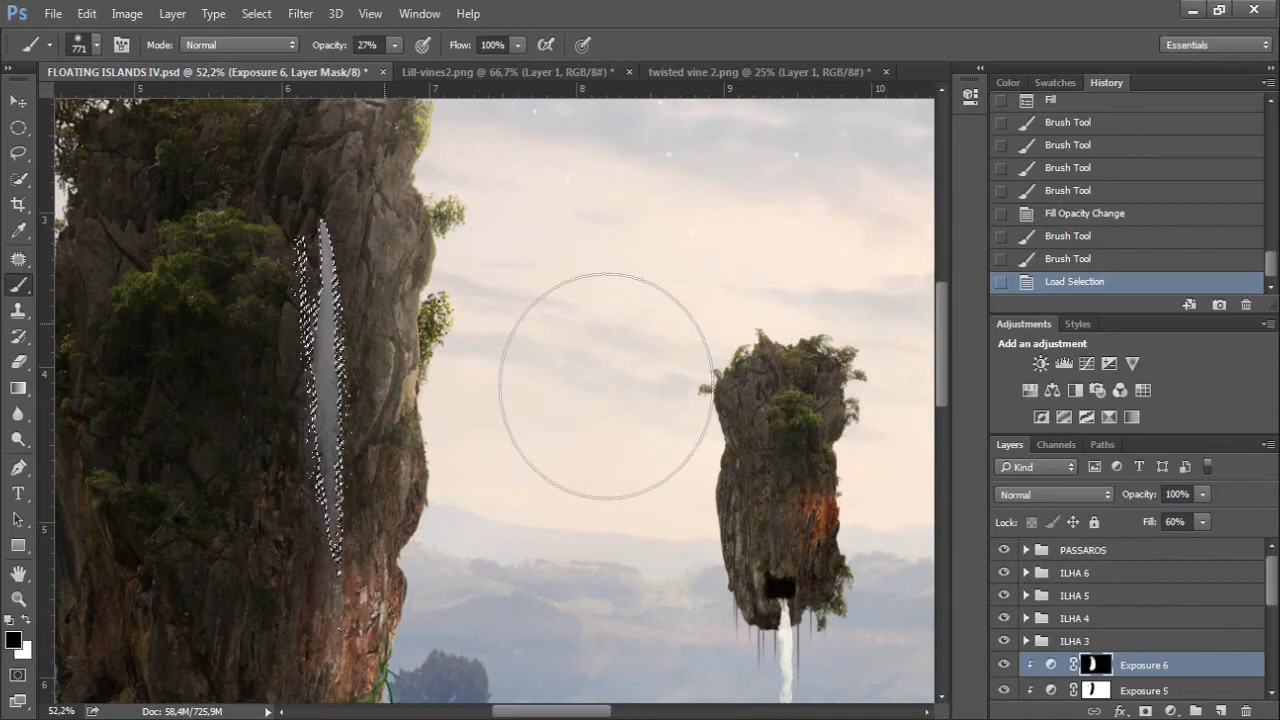 Ps File Edit Image Layer Type Select Filter 3D View Window Help
771 Mode: Normal Opacity: 27% Flow: 100% Essentials
FLOATING ISLANDS IV.psd @ 52,2% (Exposure 6, Layer Mask/8) * × Lill-vines2.png @ 66,7% (Layer 1, RGB/8#) * × twisted vine 2.png @ 25% (Layer 1, RGB/8#) * ×
Color Swatches History
5 6 7 8 9 10
Fill
Brush Tool
Brush Tool
Brush Tool
Brush Tool
3
Fill Opacity Change
Brush Tool
Brush Tool
Load Selection
Adjustments Styles
Add an adjustment
4
Layers Channels Paths
Kind
Normal Opacity: 100%
Lock: Fill: 60%
5
PASSAROS
ILHA 6
ILHA 5
ILHA 4
ILHA 3
Exposure 6
6
Exposure 5
52,2% Doc: 58,4M/725,9M